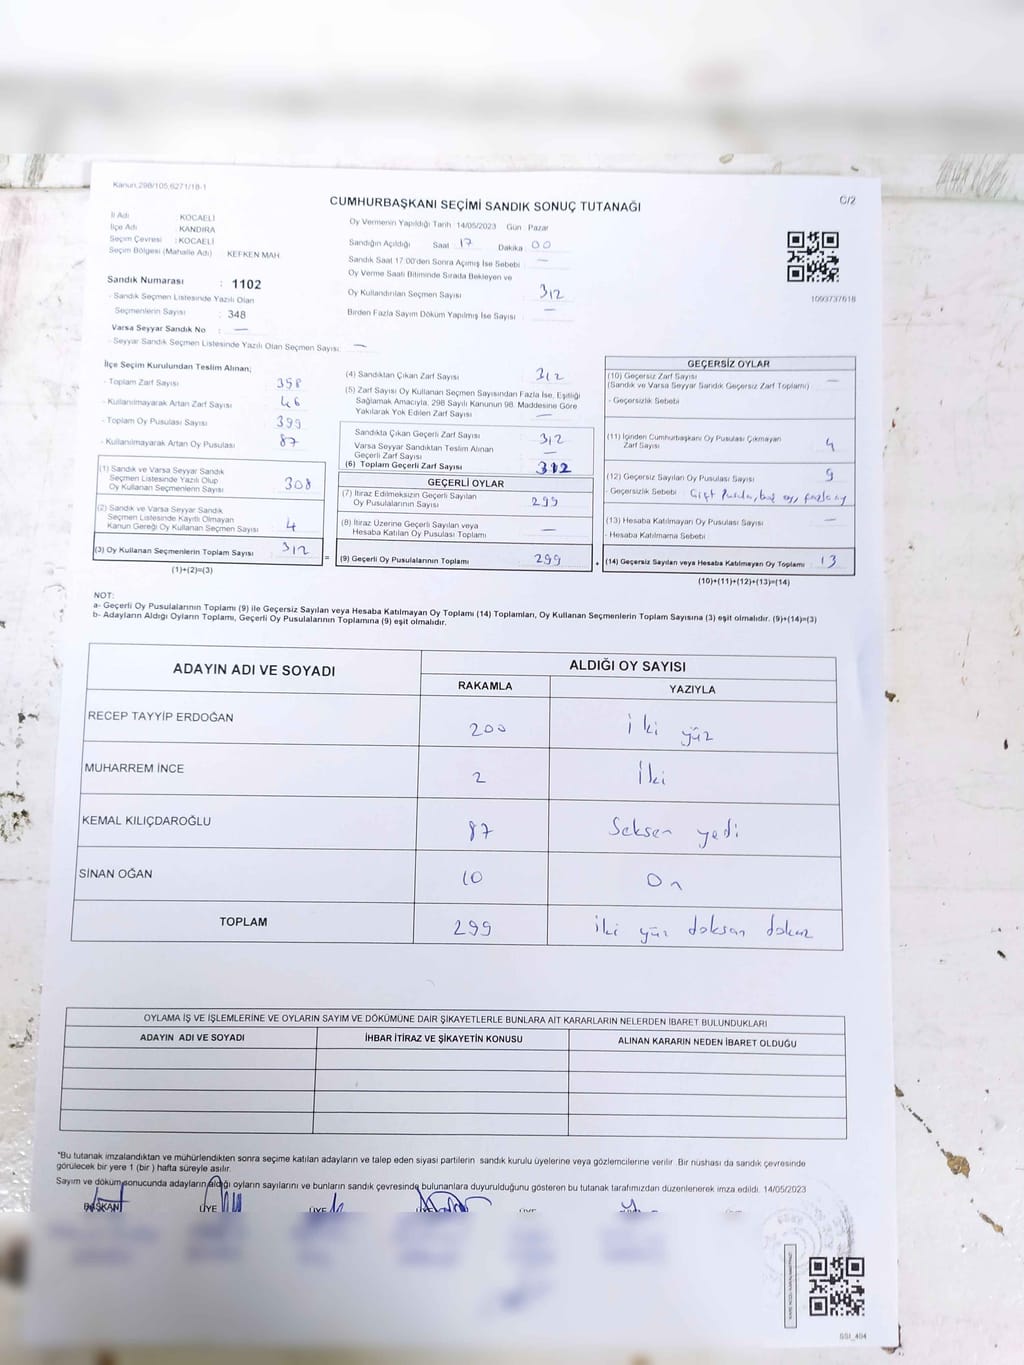 Kanun.298/105,6271/18-1
C/2
CUMHURBAŞKANI SEÇİMİ SANDIK SONUÇ TUTANAĞI
İl Adı KOCAELİ
İlçe Adı KANDIRA
Seçim Çevresi : KOCAELİ
Seçim Bölgesi (Mahalle Adı) KEFKEN MAH.
Sandık Numarası : 1102
- Sandık Seçmen Listesinde Yazılı Olan
Seçmenlerin Sayısı : 348
Varsa Seyyar Sandık No : —
- Seyyar Sandık Seçmen Listesinde Yazılı Olan Seçmen Sayısı: —
Oy Vermenin Yapıldığı Tarih 14/05/2023 Gün Pazar
Sandığın Açıldığı Saat 17 Dakika 00
Sandık Saat 17:00'den Sonra Açımış İse Sebebi : —
Oy Verme Saati Bitiminde Sırada Bekleyen ve
Oy Kullandırılan Seçmen Sayısı : 312
Birden Fazla Sayım Döküm Yapılmış İse Sayısı : —
1093737618
İlçe Seçim Kurulundan Teslim Alınan;
- Toplam Zarf Sayısı 358
- Kullanılmayarak Artan Zarf Sayısı 46
- Toplam Oy Pusulası Sayısı 399
- Kullanılmayarak Artan Oy Pusulası 87
(1) Sandık ve Varsa Seyyar Sandık
Seçmen Listesinde Yazılı Olup
Oy Kullanan Seçmenlerin Sayısı 308
(2) Sandık ve Varsa Seyyar Sandık
Seçmen Listesinde Kayıtlı Olmayan
Kanun Gereği Oy Kullanan Seçmen Sayısı 4
(3) Oy Kullanan Seçmenlerin Toplam Sayısı 312
(1)+(2)=(3)
=
(4) Sandıktan Çıkan Zarf Sayısı 312
(5) Zarf Sayısı Oy Kullanan Seçmen Sayısından Fazla İse, Eşitliği
Sağlamak Amacıyla, 298 Sayılı Kanunun 98. Maddesine Göre
Yakılarak Yok Edilen Zarf Sayısı —
Sandıkta Çıkan Geçerli Zarf Sayısı 312
Varsa Seyyar Sandıktan Teslim Alınan
Geçerli Zarf Sayısı —
(6) Toplam Geçerli Zarf Sayısı 312
GEÇERLİ OYLAR
(7) İtiraz Edilmeksizin Geçerli Sayılan
Oy Pusulalarının Sayısı 299
(8) İtiraz Üzerine Geçerli Sayılan veya
Hesaba Katılan Oy Pusulası Toplamı —
(9) Geçerli Oy Pusulalarının Toplamı 299
+
GEÇERSİZ OYLAR
(10) Geçersiz Zarf Sayısı —
(Sandık ve Varsa Seyyar Sandık Geçersiz Zarf Toplamı)
- Geçersizlik Sebebi
(11) İçinden Cumhurbaşkanı Oy Pusulası Çıkmayan
Zarf Sayısı 4
(12) Geçersiz Sayılan Oy Pusulası Sayısı 9
- Geçersizlik Sebebi Çift Pusula, boş oy, fazla oy
(13) Hesaba Katılmayan Oy Pusulası Sayısı —
- Hesaba Katılmama Sebebi
(14) Geçersiz Sayılan veya Hesaba Katılmayan Oy Toplamı 13
(10)+(11)+(12)+(13)=(14)
NOT:
a- Geçerli Oy Pusulalarının Toplamı (9) ile Geçersiz Sayılan veya Hesaba Katılmayan Oy Toplamı (14) Toplamları, Oy Kullanan Seçmenlerin Toplam Sayısına (3) eşit olmalıdır. (9)+(14)=(3)
b- Adayların Aldığı Oyların Toplamı, Geçerli Oy Pusulalarının Toplamına (9) eşit olmalıdır.
ADAYIN ADI VE SOYADI ALDIĞI OY SAYISI
RAKAMLA YAZIYLA
RECEP TAYYİP ERDOĞAN 200 iki yüz
MUHARREM İNCE 2 İki
KEMAL KILIÇDAROĞLU 87 Seksen yedi
SİNAN OĞAN 10 On
TOPLAM 299 iki yüz doksan dokuz
OYLAMA İŞ VE İŞLEMLERİNE VE OYLARIN SAYIM VE DÖKÜMÜNE DAİR ŞİKAYETLERLE BUNLARA AİT KARARLARIN NELERDEN İBARET BULUNDUKLARI
ADAYIN ADI VE SOYADI İHBAR İTİRAZ VE ŞİKAYETİN KONUSU ALINAN KARARIN NEDEN İBARET OLDUĞU
*Bu tutanak imzalandıktan ve mühürlendikten sonra seçime katılan adayların ve talep eden siyasi partilerin sandık kurulu üyelerine veya gözlemcilerine verilir. Bir nüshası da sandık çevresinde
görülecek bir yere 1 (bir ) hafta süreyle asılır.
Sayım ve döküm sonucunda adayların aldığı oyların sayılarını ve bunların sandık çevresinde bulunanlara duyurulduğunu gösteren bu tutanak tarafımızdan düzenlenerek imza edildi. 14/05/2023
BAŞKAN ÜYE ÜYE ÜYE ÜYE
SSI_404